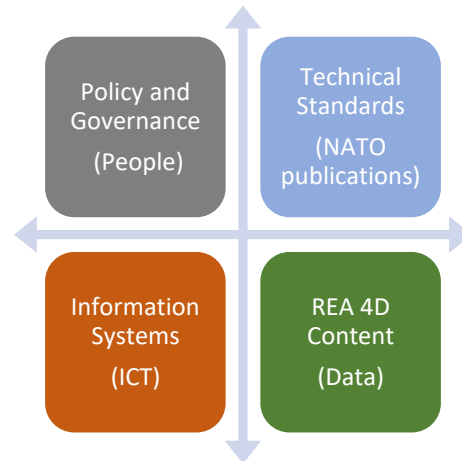 Policy and
Governance
(People)
Technical
Standards
(NATO
publications)
Information
Systems
(ICT)
REA 4D
Content
(Data)